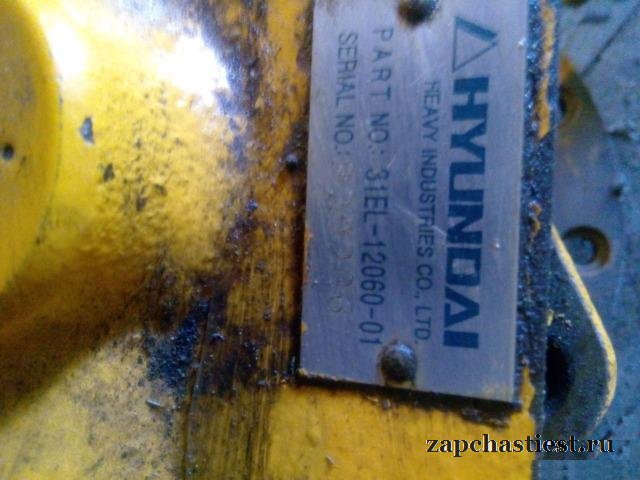 HYUNDAI
HEAVY INDUSTRIES CO., LTD.
PART NO.: 31EL-12060-01
SERIAL NO.:
zapchastiest.ru